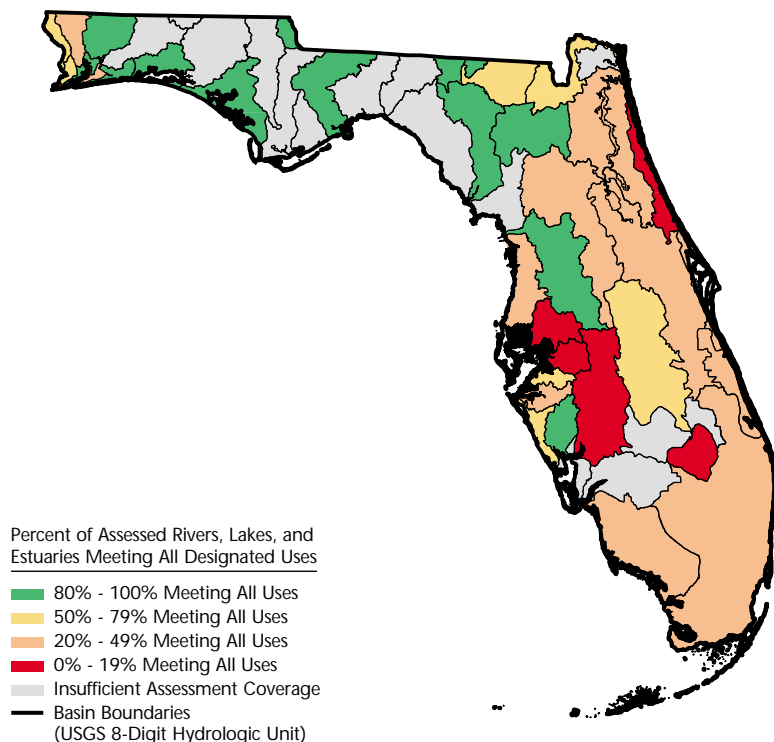 Percent of Assessed Rivers, Lakes, and
Estuaries Meeting All Designated Uses
80% - 100% Meeting All Uses
50% - 79% Meeting All Uses
20% - 49% Meeting All Uses
0% - 19% Meeting All Uses
Insufficient Assessment Coverage
Basin Boundaries
(USGS 8-Digit Hydrologic Unit)